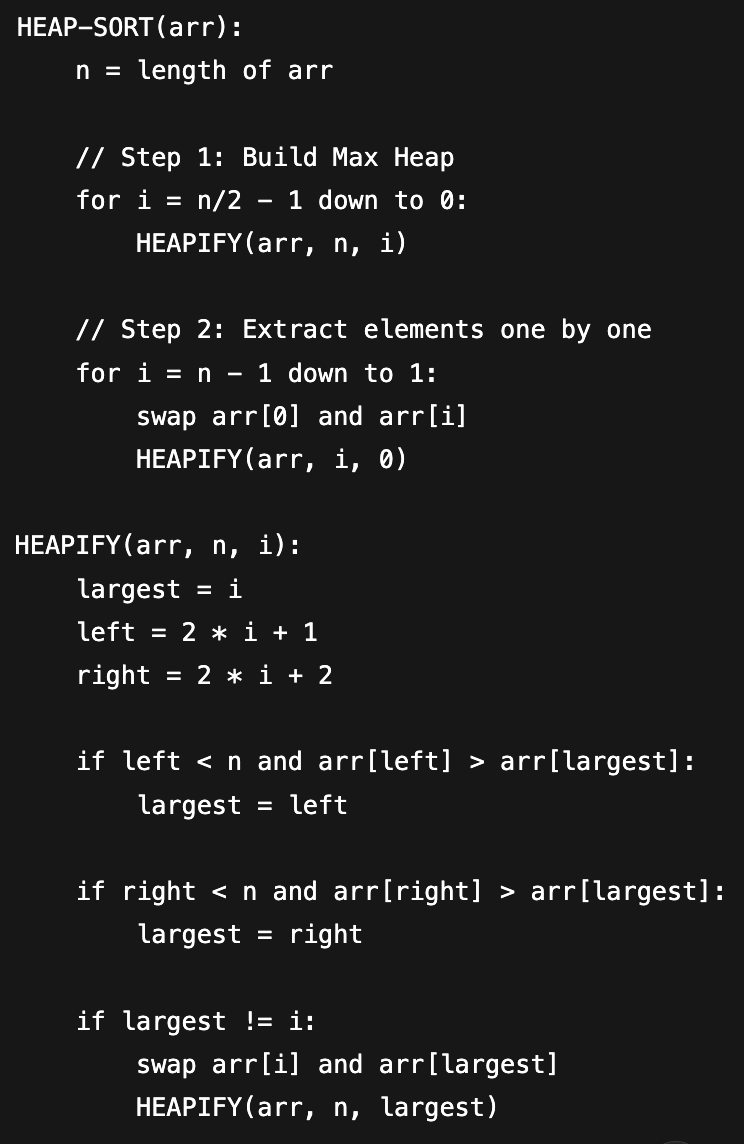 HEAP-SORT(arr):
    n = length of arr

    // Step 1: Build Max Heap
    for i = n/2 - 1 down to 0:
        HEAPIFY(arr, n, i)

    // Step 2: Extract elements one by one
    for i = n - 1 down to 1:
        swap arr[0] and arr[i]
        HEAPIFY(arr, i, 0)

HEAPIFY(arr, n, i):
    largest = i
    left = 2 * i + 1
    right = 2 * i + 2

    if left < n and arr[left] > arr[largest]:
        largest = left

    if right < n and arr[right] > arr[largest]:
        largest = right

    if largest != i:
        swap arr[i] and arr[largest]
        HEAPIFY(arr, n, largest)